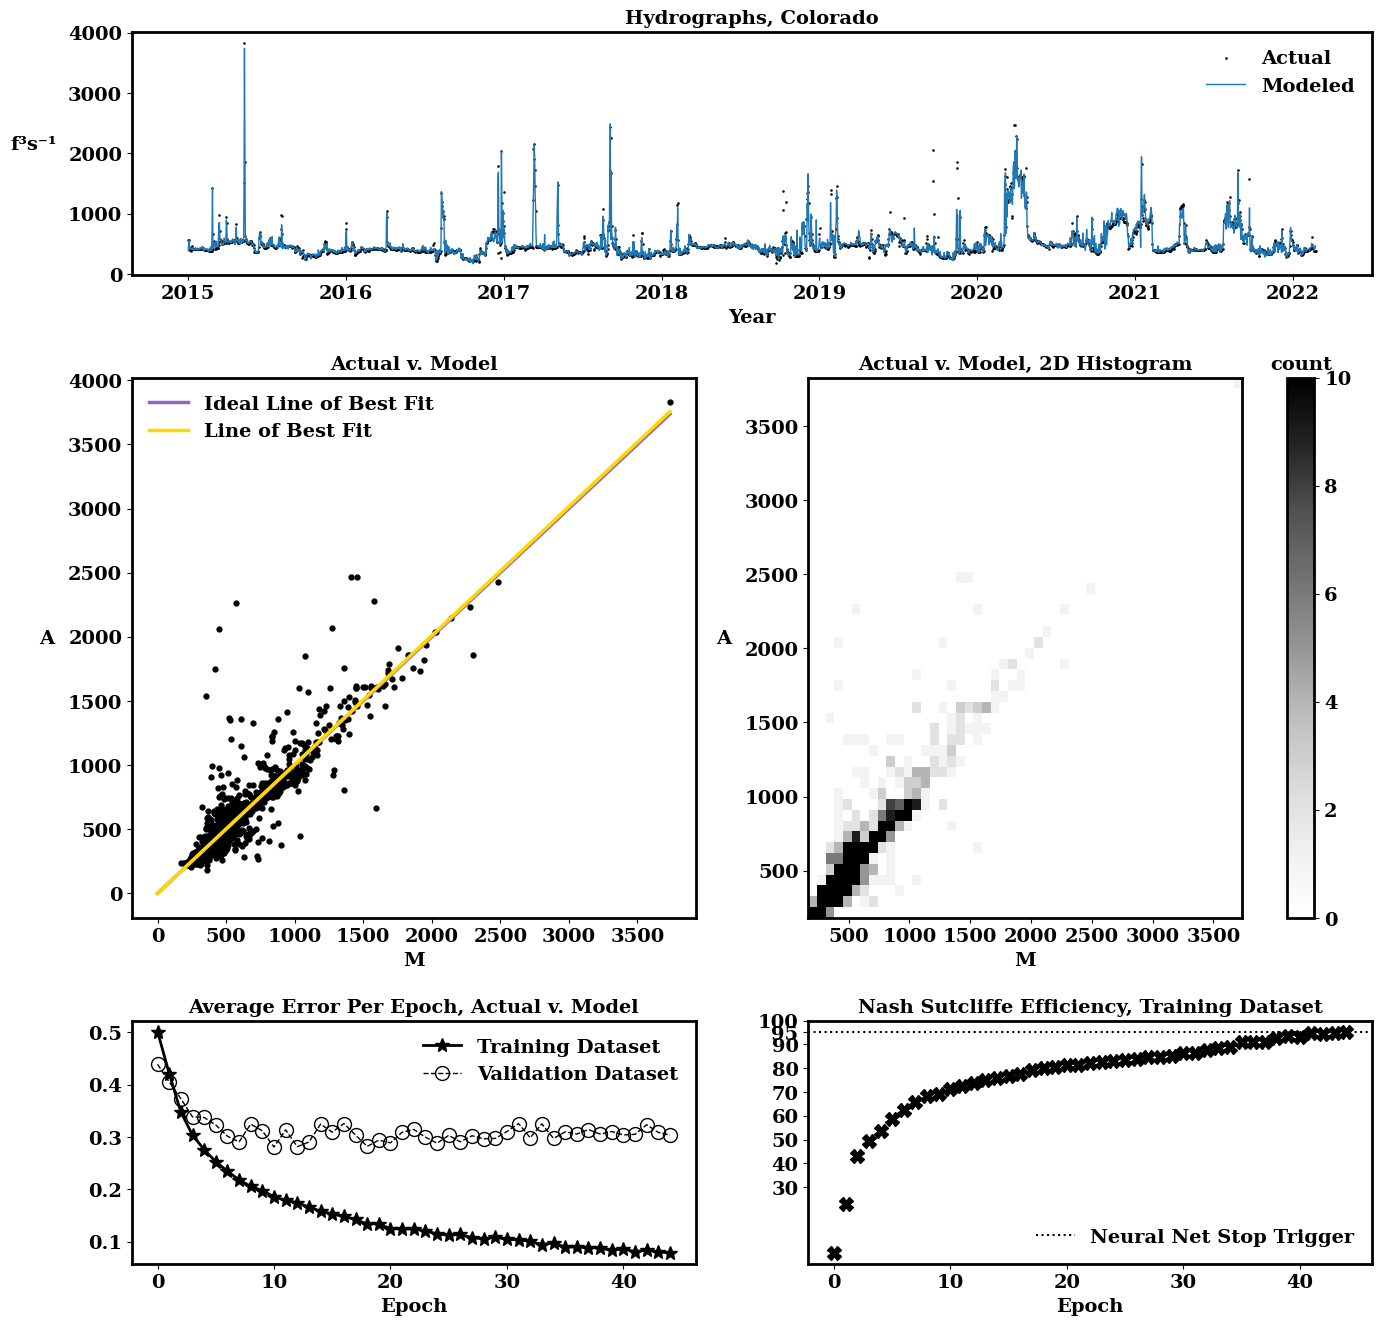 Hydrographs, Colorado
4000
3000
2000
1000
0
f³s⁻¹
Actual
Modeled
2015 2016 2017 2018 2019 2020 2021 2022
Year
Actual v. Model
4000
3500
3000
2500
2000
1500
1000
500
0
A
Ideal Line of Best Fit
Line of Best Fit
0 500 1000 1500 2000 2500 3000 3500
M
Actual v. Model, 2D Histogram
3500
3000
2500
2000
1500
1000
500
A
500 1000 1500 2000 2500 3000 3500
M
count
10
8
6
4
2
0
Average Error Per Epoch, Actual v. Model
0.5
0.4
0.3
0.2
0.1
Training Dataset
Validation Dataset
0 10 20 30 40
Epoch
Nash Sutcliffe Efficiency, Training Dataset
100
95
90
80
70
60
50
40
30
Neural Net Stop Trigger
0 10 20 30 40
Epoch